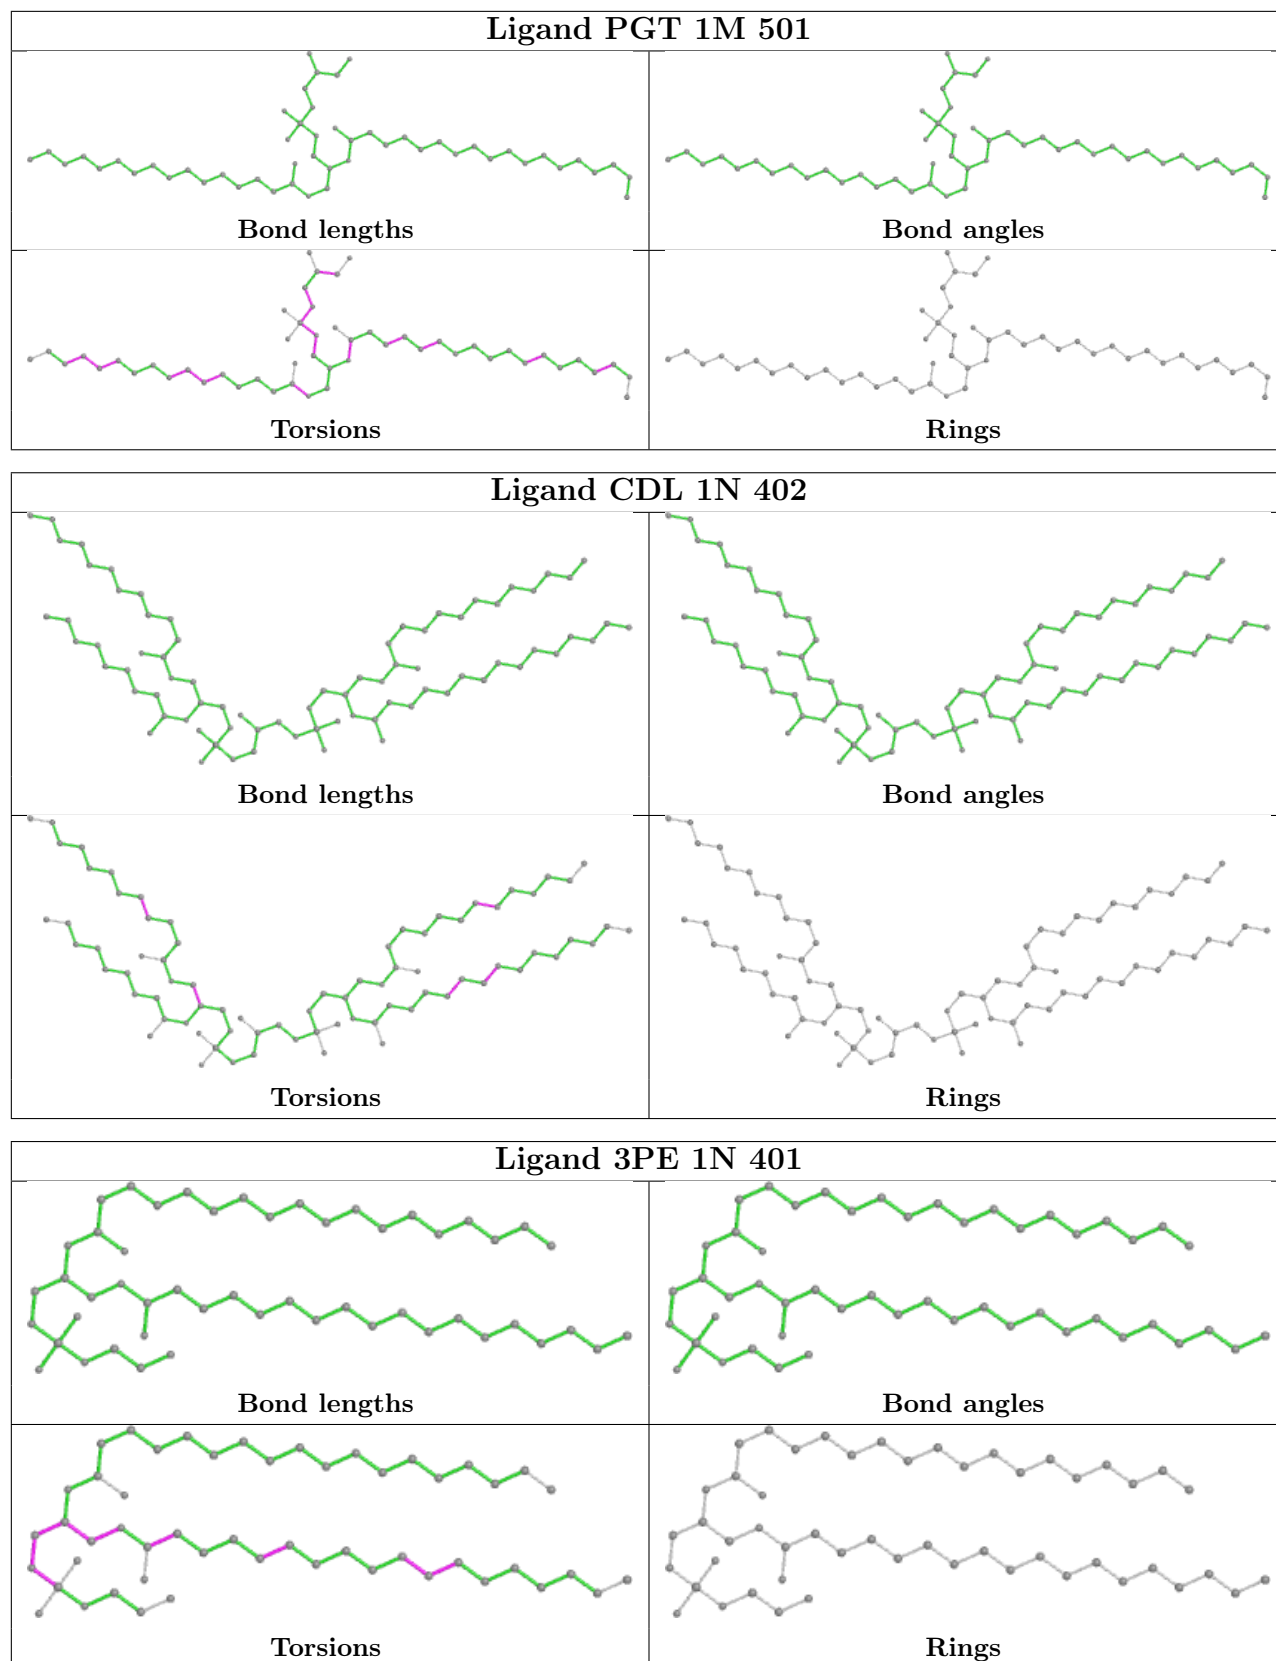 Ligand PGT 1M 501
Bond lengths
Bond angles
Torsions
Rings
Ligand CDL 1N 402
Bond lengths
Bond angles
Torsions
Rings
Ligand 3PE 1N 401
Bond lengths
Bond angles
Torsions
Rings